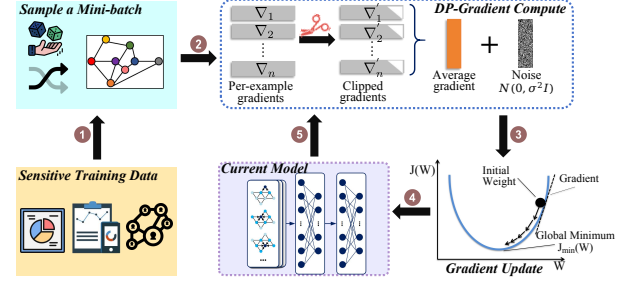 Sample a Mini-batch
2
∇1
∇2
⋮
∇n
Per-example
gradients
∇′1
∇′2
⋮
∇′n
Clipped
gradients
DP-Gradient Compute
+
Average
gradient
Noise
N(0, σ²I)
1
5
3
Sensitive Training Data
Current Model
...
⋮
⋮
⋮
4
J(W)
Initial
Weight
Gradient
Global Minimum
Jmin(W)
W
Gradient Update